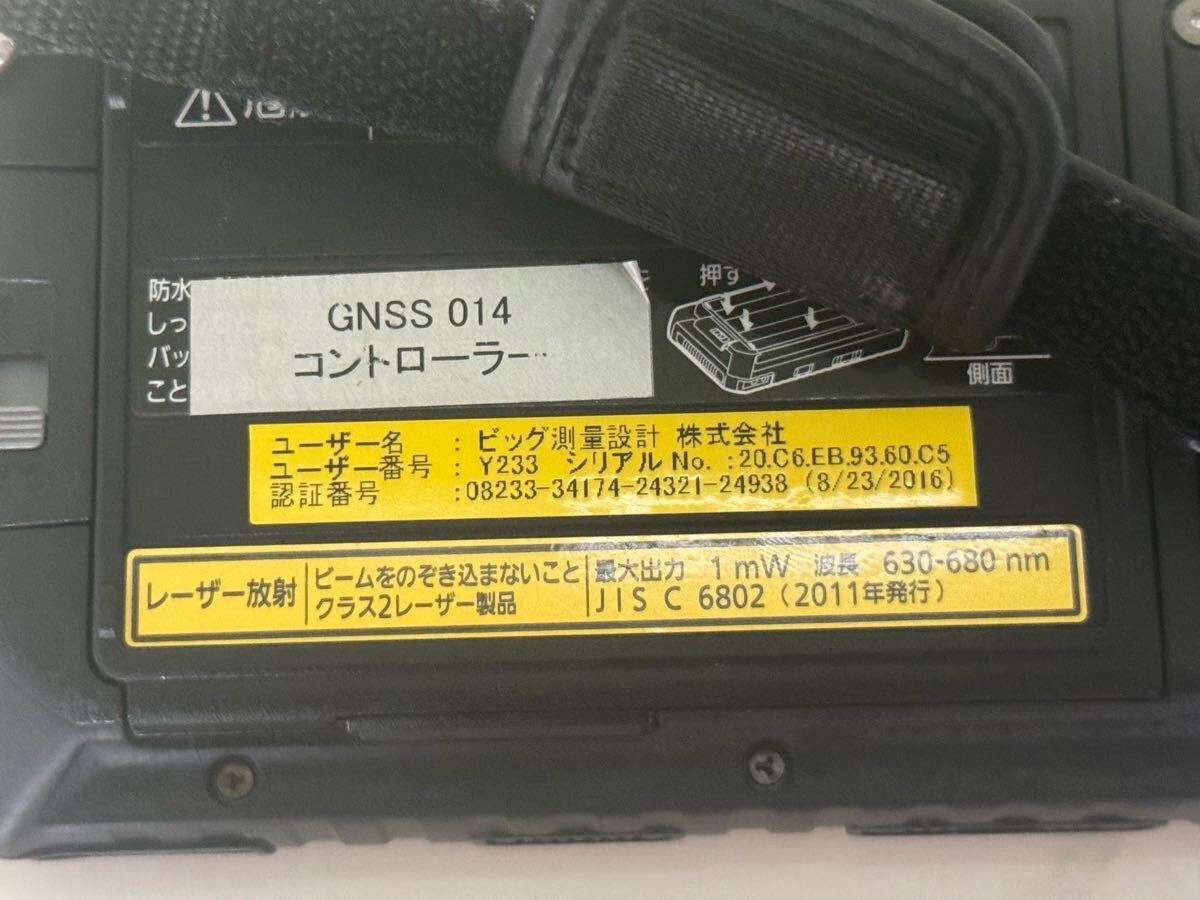 防水
しっ
バッ
こと
を
押す
側面
GNSS 014
コントローラー
ユーザー名 : ビッグ測量設計 株式会社
ユーザー番号 : Y233 シリアルNo. :20.C6.EB.93.60.C5
認証番号 :08233-34174-24321-24938 (8/23/2016)
レーザー放射
ビームをのぞき込まないこと
クラス2レーザー製品
最大出力 1 mW 波長 630-680 nm
JIS C 6802 (2011年発行)